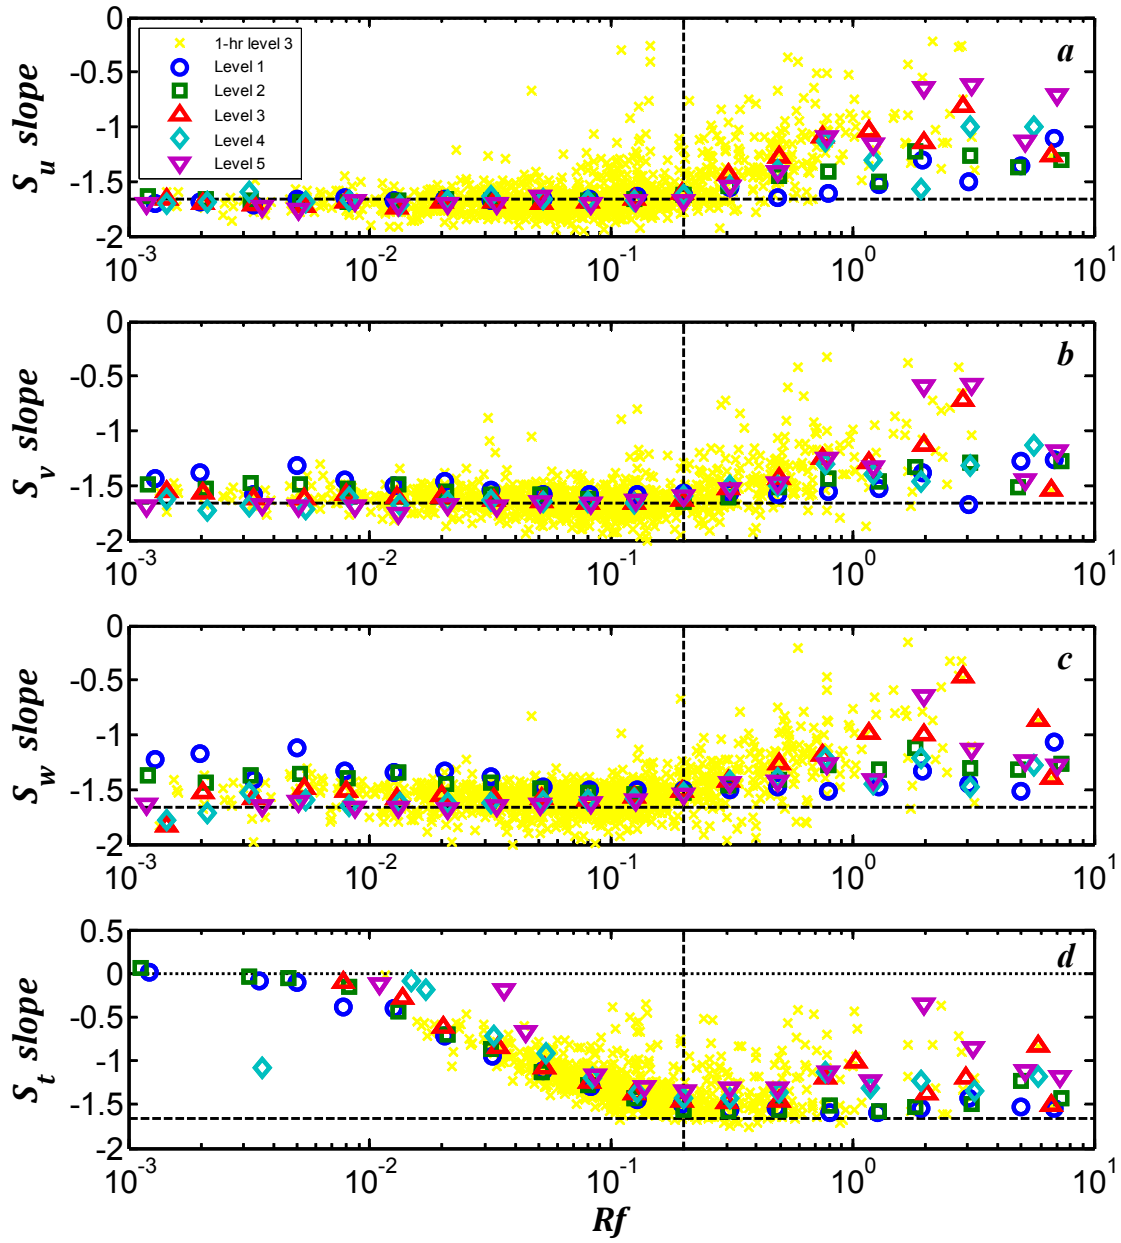 0
-0.5
-1
-1.5
-2
S_u slope
a
1-hr level 3
Level 1
Level 2
Level 3
Level 4
Level 5
10^-3 10^-2 10^-1 10^0 10^1
0
-0.5
-1
-1.5
-2
S_v slope
b
10^-3 10^-2 10^-1 10^0 10^1
0
-0.5
-1
-1.5
-2
S_w slope
c
10^-3 10^-2 10^-1 10^0 10^1
0.5
0
-0.5
-1
-1.5
-2
S_t slope
d
10^-3 10^-2 10^-1 10^0 10^1
Rf